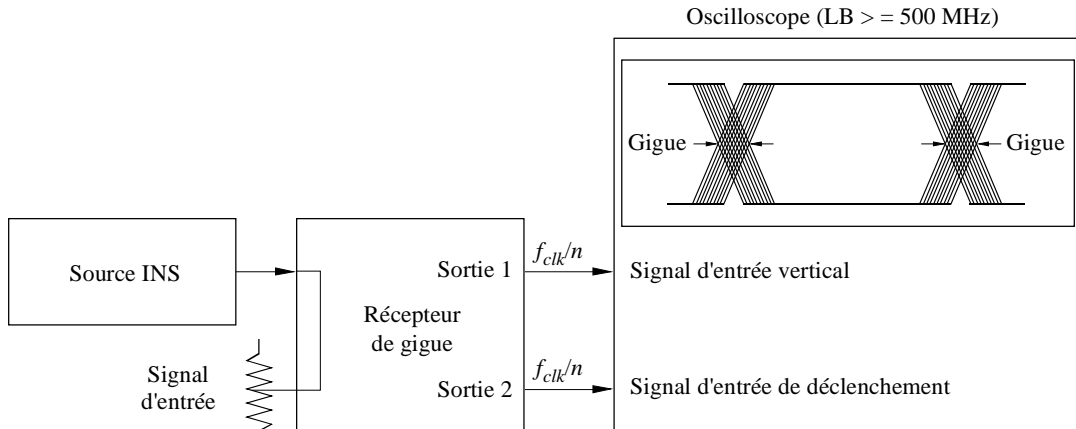 Oscilloscope (LB > = 500 MHz)
Gigue
Gigue
Source INS
Sortie 1
f_clk/n
Signal d'entrée vertical
Récepteur
de gigue
Signal
d'entrée
Sortie 2
f_clk/n
Signal d'entrée de déclenchement